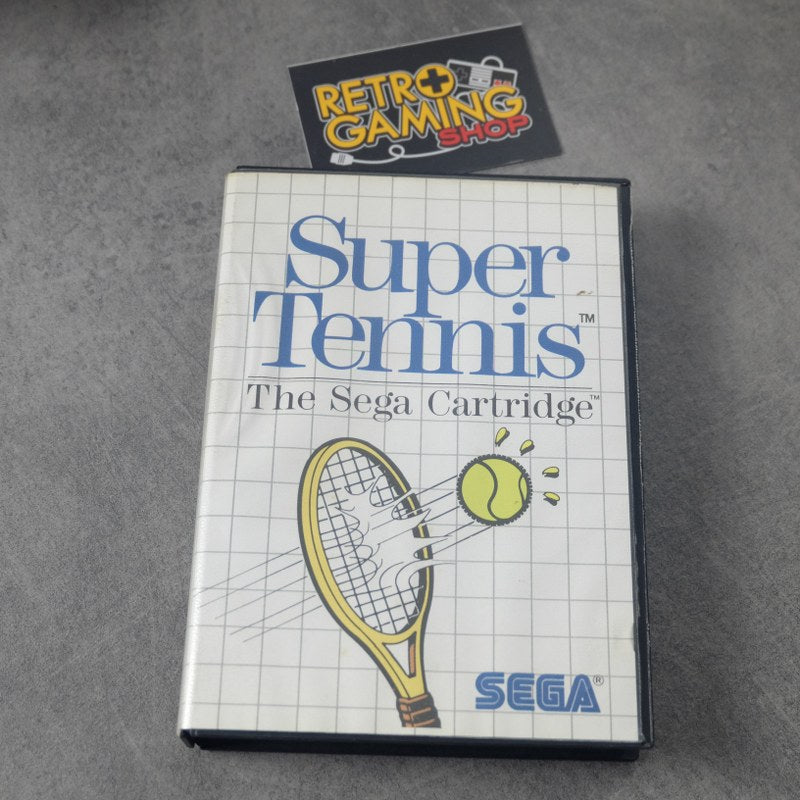 RETRO
GAMING
SHOP
Super
Tennis™
The Sega Cartridge™
SEGA®